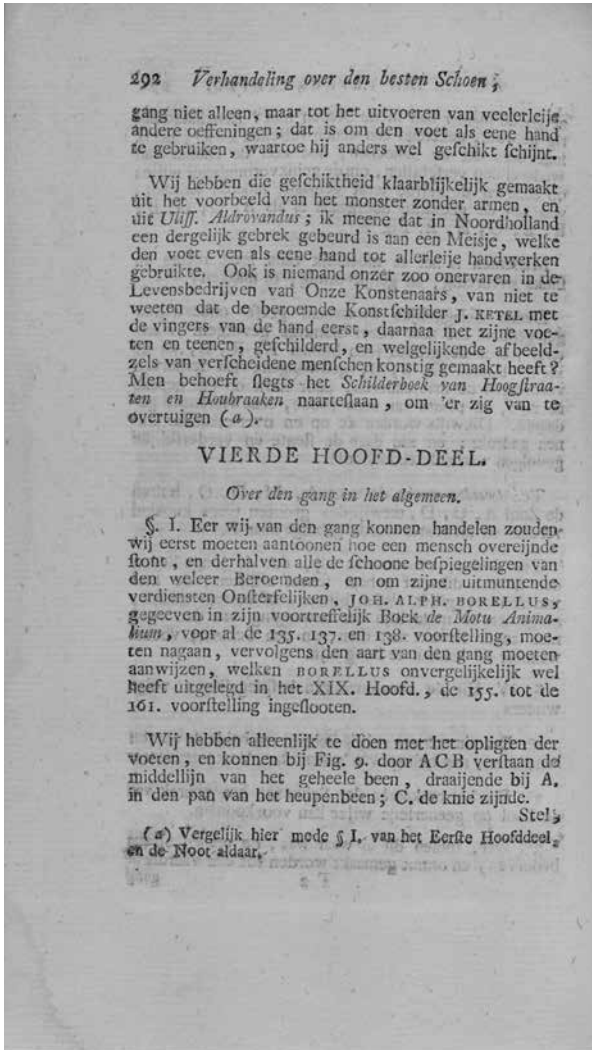 292 Verhandeling over den besten Schoen;
gang niet alleen, maar tot het uitvoeren van veelerleije
andere oeffeningen; dat is om den voet als eene hand
te gebruiken, waartoe hij anders wel geſchikt ſchijnt.
Wij hebben die geſchiktheid klaarblijkelijk gemaakt
uit het voorbeeld van het monster zonder armen, en
uit Uliſſ. Aldrovandus; ik meene dat in Noordholland
een dergelijk gebrek gebeurd is aan een Meisje, welke
den voet even als eene hand tot allerleije handwerken
gebruikte. Ook is niemand onzer zoo onervaren in de
Levensbedrijven van Onze Konstenaars, van niet te
weeten dat de beroemde Konstſchilder J. KETEL met
de vingers van de hand eerst, daarnaa met zijne voe-
ten en teenen, geſchilderd, en welgelijkende afbeeld-
zels van verſcheidene menſchen konstig gemaakt heeft?
Men behoeft ſlegts het Schilderboek van Hoogſtraa-
ten en Houbraaken naarteſlaan, om 'er zig van te
overtuigen (a).
VIERDE HOOFD-DEEL.
Over den gang in het algemeen.
§. I. Eer wij van den gang konnen handelen zouden
wij eerst moeten aantoonen hoe een mensch overeijnde
ſtont, en derhalven alle de ſchoone beſpiegelingen van
den weleer Beroemden, en om zijne uitmuntende
verdiensten Onſterfelijken, JOH. ALPH. BORELLUS,
gegeeven in zijn voortreffelijk Boek de Motu Anima-
lium, voor al de 135. 137. en 138. voorſtelling, moe-
ten nagaan, vervolgens den aart van den gang moeten
aanwijzen, welken BORELLUS onvergelijkelijk wel
heeft uitgelegd in het XIX. Hoofd., de 155. tot de
161. voorſtelling ingeſlooten.
Wij hebben alleenlijk te doen met het opligten der
voeten, en konnen bij Fig. 9. door ACB verſtaan de
middellijn van het geheele been, draaijende bij A.
in den pan van het heupenbeen; C. de knie zijnde.
Stel,
(a) Vergelijk hier mede § I. van het Eerſte Hoofddeel,
en de Noot aldaar.